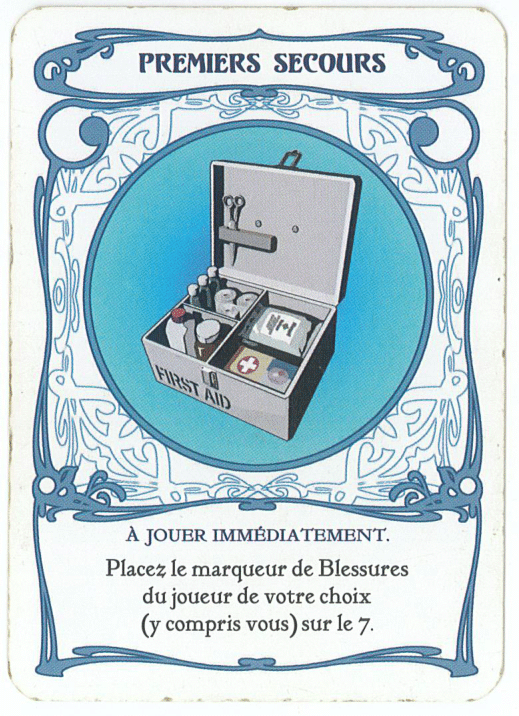 PREMIERS SECOURS
FIRST AID
À JOUER IMMÉDIATEMENT.
Placez le marqueur de Blessures
du joueur de votre choix
(y compris vous) sur le 7.